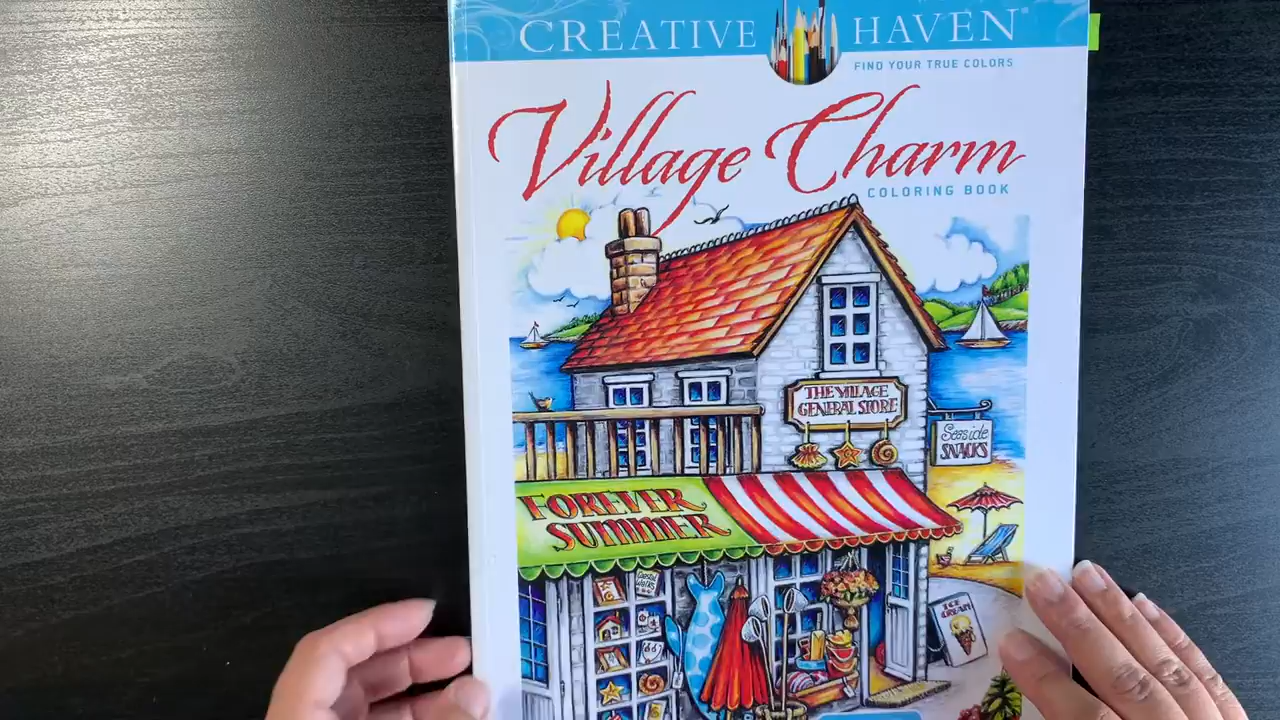 CREATIVE HAVEN®
FIND YOUR TRUE COLORS
Village Charm
COLORING BOOK
THE VILLAGE
GENERAL STORE
Seaside
SNACKS
FOREVER
SUMMER
ICE
CREAM